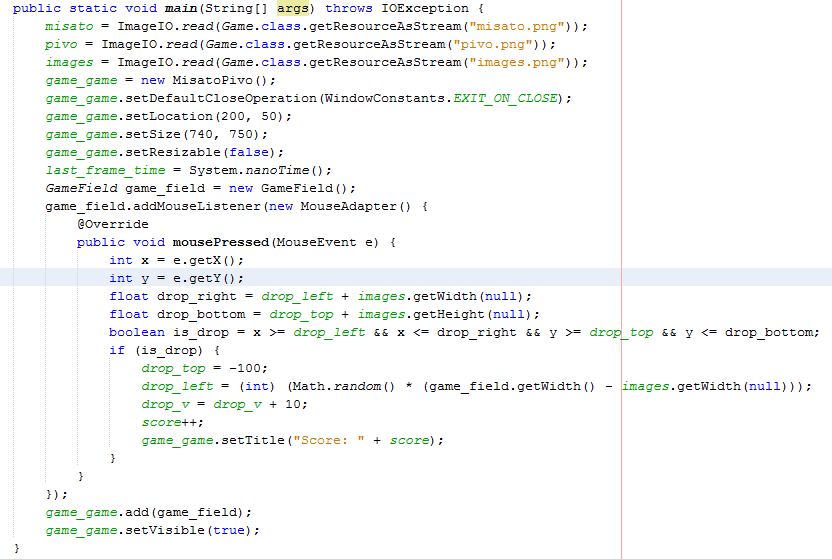 public static void main(String[] args) throws IOException {
    misato = ImageIO.read(Game.class.getResourceAsStream("misato.png"));
    pivo = ImageIO.read(Game.class.getResourceAsStream("pivo.png"));
    images = ImageIO.read(Game.class.getResourceAsStream("images.png"));
    game_game = new MisatoPivo();
    game_game.setDefaultCloseOperation(WindowConstants.EXIT_ON_CLOSE);
    game_game.setLocation(200, 50);
    game_game.setSize(740, 750);
    game_game.setResizable(false);
    last_frame_time = System.nanoTime();
    GameField game_field = new GameField();
    game_field.addMouseListener(new MouseAdapter() {
        @Override
        public void mousePressed(MouseEvent e) {
            int x = e.getX();
            int y = e.getY();
            float drop_right = drop_left + images.getWidth(null);
            float drop_bottom = drop_top + images.getHeight(null);
            boolean is_drop = x >= drop_left && x <= drop_right && y >= drop_top && y <= drop_bottom;
            if (is_drop) {
                drop_top = -100;
                drop_left = (int) (Math.random() * (game_field.getWidth() - images.getWidth(null)));
                drop_v = drop_v + 10;
                score++;
                game_game.setTitle("Score: " + score);
            }
        }
    });
    game_game.add(game_field);
    game_game.setVisible(true);
}